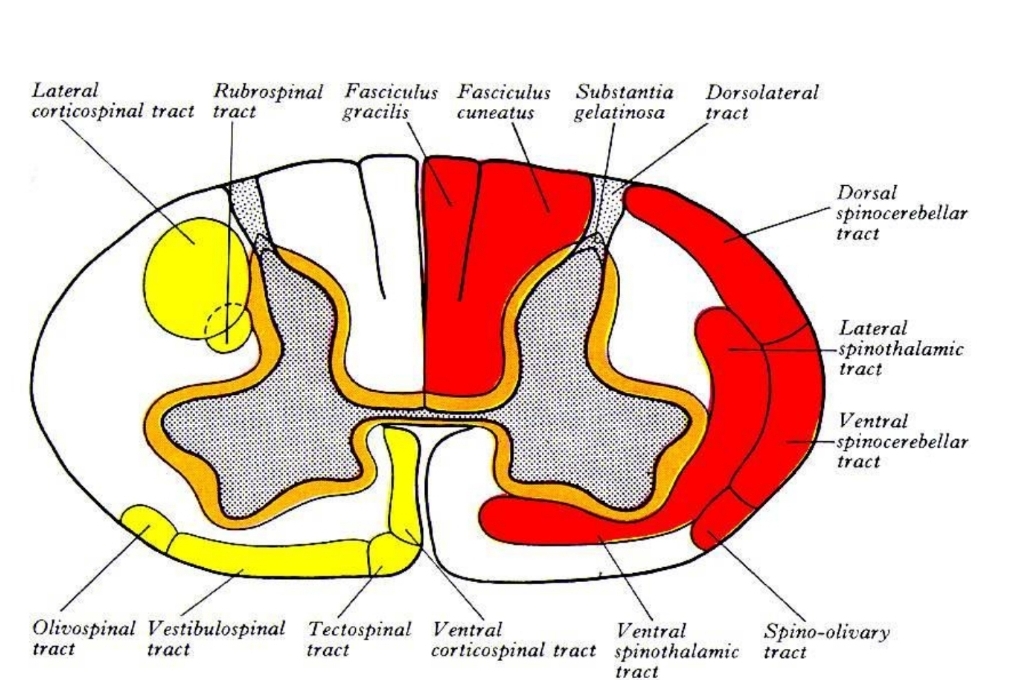 Lateral
corticospinal tract
Rubrospinal
tract
Fasciculus
gracilis
Fasciculus
cuneatus
Substantia
gelatinosa
Dorsolateral
tract
Dorsal
spinocerebellar
tract
Lateral
spinothalamic
tract
Ventral
spinocerebellar
tract
Olivospinal
tract
Vestibulospinal
tract
Tectospinal
tract
Ventral
corticospinal tract
Ventral
spinothalamic
tract
Spino-olivary
tract